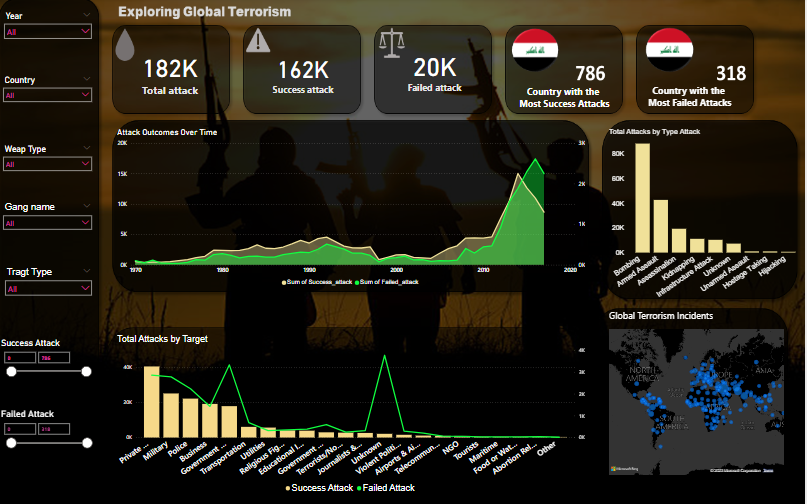 Exploring Global Terrorism
Year
All
Country
All
Weap Type
All
Gang name
All
Tragt Type
All
Success Attack
0
786
Failed Attack
0
318
182K
Total attack
162K
Success attack
20K
Failed attack
786
Country with the
Most Success Attacks
318
Country with the
Most Failed Attacks
Attack Outcomes Over Time
20K
15K
10K
5K
0K
3K
2K
1K
0K
1970
1980
1990
2000
2010
2020
Sum of Success_attack
Sum of Failed_attack
Total Attacks by Type Attack
80K
60K
40K
20K
0K
Bombing
Armed Assault
Assassination
Kidnapping
Infrastructure Attack
Unknown
Unarmed Assault
Hostage Taking
Hijacking
Total Attacks by Target
40K
20K
0K
4K
3K
2K
1K
0K
Private ...
Military
Police
Business
Government ...
Transportation
Utilities
Religious Fig...
Educational I...
Government ...
Terrorists/No...
Journalists &...
Unknown
Violent Politi...
Airports & Ai...
Telecommun...
NGO
Tourists
Maritime
Food or Wat...
Abortion Rel...
Other
Success Attack
Failed Attack
Global Terrorism Incidents
NORTH
AMERICA
ASIA
SOUTH
AMERICA
Microsoft Bing
© 2023 Microsoft Corporation
Terms